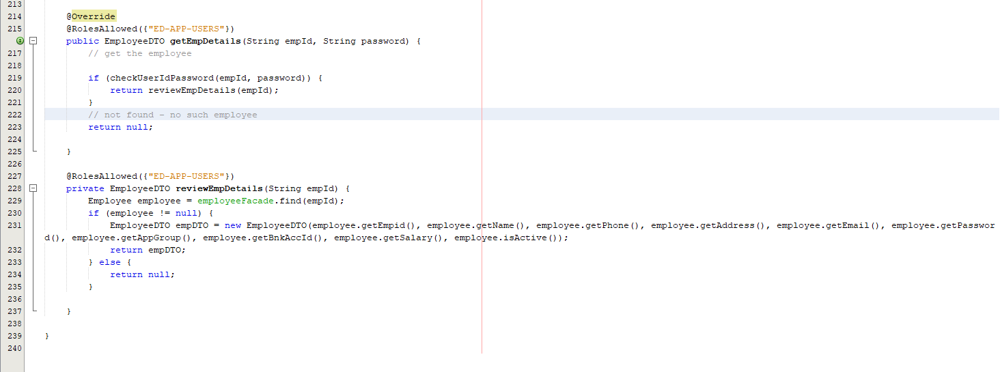 213
214 @Override
215 @RolesAllowed({"ED-APP-USERS"})
public EmployeeDTO getEmpDetails(String empId, String password) {
217 // get the employee
218
219 if (checkUserIdPassword(empId, password)) {
220 return reviewEmpDetails(empId);
221 }
222 // not found - no such employee
223 return null;
224
225 }
226
227 @RolesAllowed({"ED-APP-USERS"})
228 private EmployeeDTO reviewEmpDetails(String empId) {
229 Employee employee = employeeFacade.find(empId);
230 if (employee != null) {
231 EmployeeDTO empDTO = new EmployeeDTO(employee.getEmpid(), employee.getName(), employee.getPhone(), employee.getAddress(), employee.getEmail(), employee.getPasswor
d(), employee.getAppGroup(), employee.getBnkAccId(), employee.getSalary(), employee.isActive());
232 return empDTO;
233 } else {
234 return null;
235 }
236
237 }
238
239 }
240